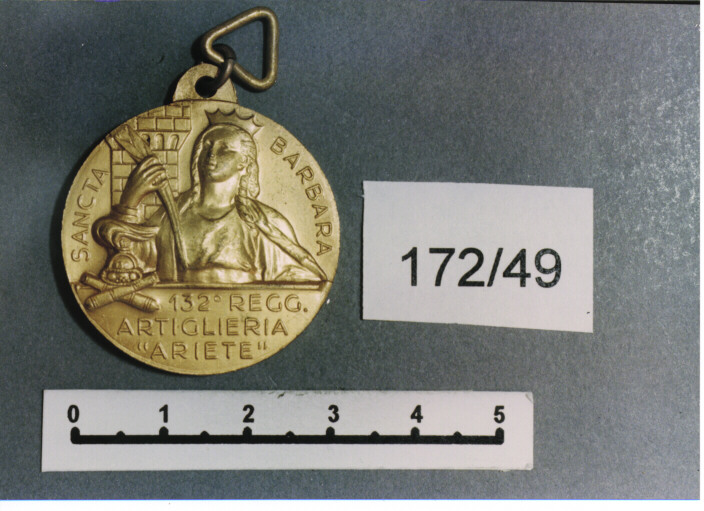 SANCTA BARBARA
132° REGG.
ARTIGLIERIA
"ARIETE"
172/49
0 1 2 3 4 5